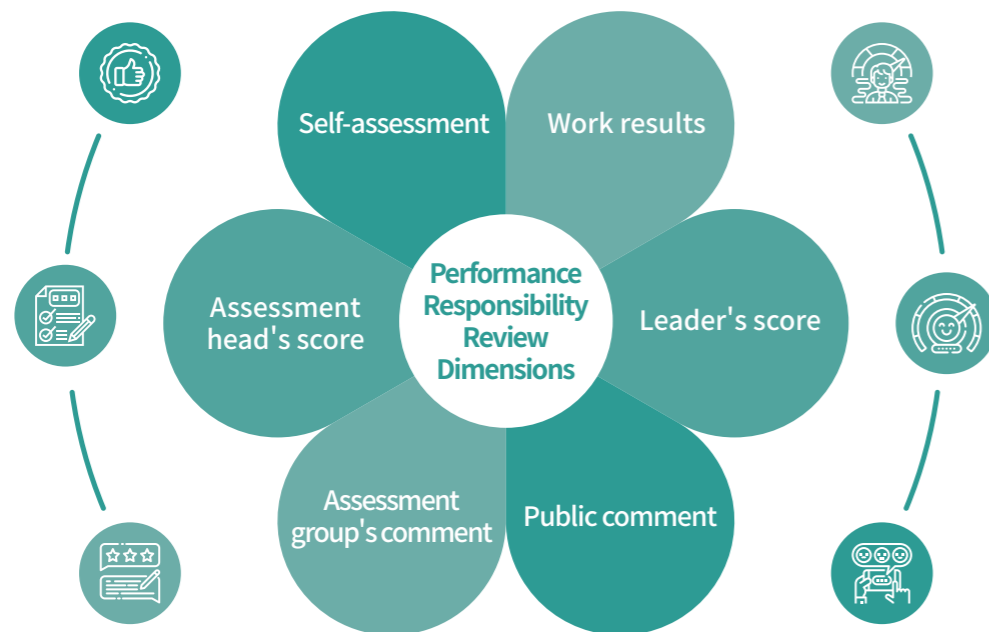 Self-assessment
Work results
Assessment
head's score
Performance
Responsibility
Review
Dimensions
Leader's score
Assessment
group's comment
Public comment